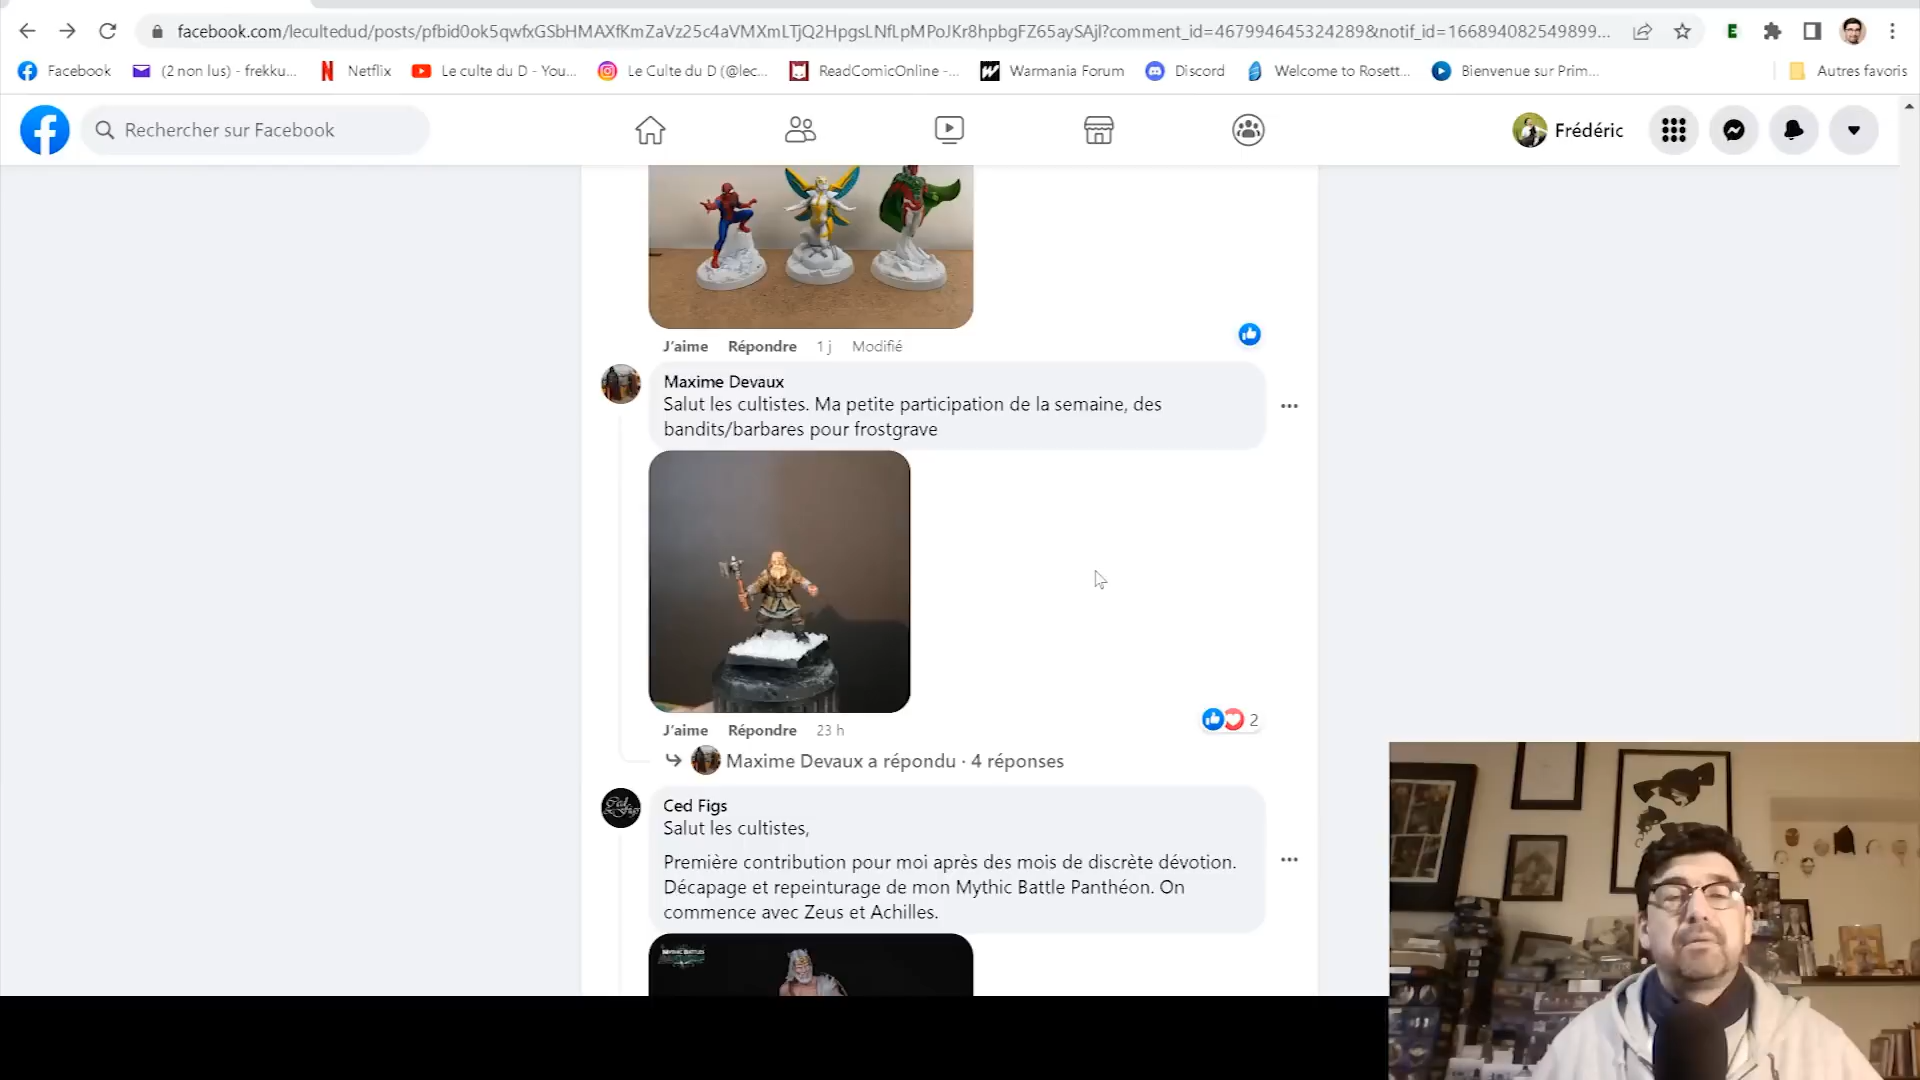 facebook.com/lecultedud/posts/pfbid0ok5qwfxGSbHMAXfKmZaVz25c4aVMXmLTjQ2HpgsLNfLpMPoJKr8hpbgFZ65aySAjl?comment_id=467994645324289&notif_id=166894082549899...
Facebook
(2 non lus) - frekku...
Netflix
Le culte du D - You...
Le Culte du D (@lec...
ReadComicOnline -...
Warmania Forum
Discord
Welcome to Rosett...
Bienvenue sur Prim...
Autres favoris
Rechercher sur Facebook
Frédéric
J'aime Répondre 1 j Modifié
Maxime Devaux
Salut les cultistes. Ma petite participation de la semaine, des
bandits/barbares pour frostgrave
J'aime Répondre 23 h
2
Maxime Devaux a répondu · 4 réponses
Ced Figs
Salut les cultistes,
Première contribution pour moi après des mois de discrète dévotion.
Décapage et repeinturage de mon Mythic Battle Panthéon. On
commence avec Zeus et Achilles.
MYTHIC BATTLES